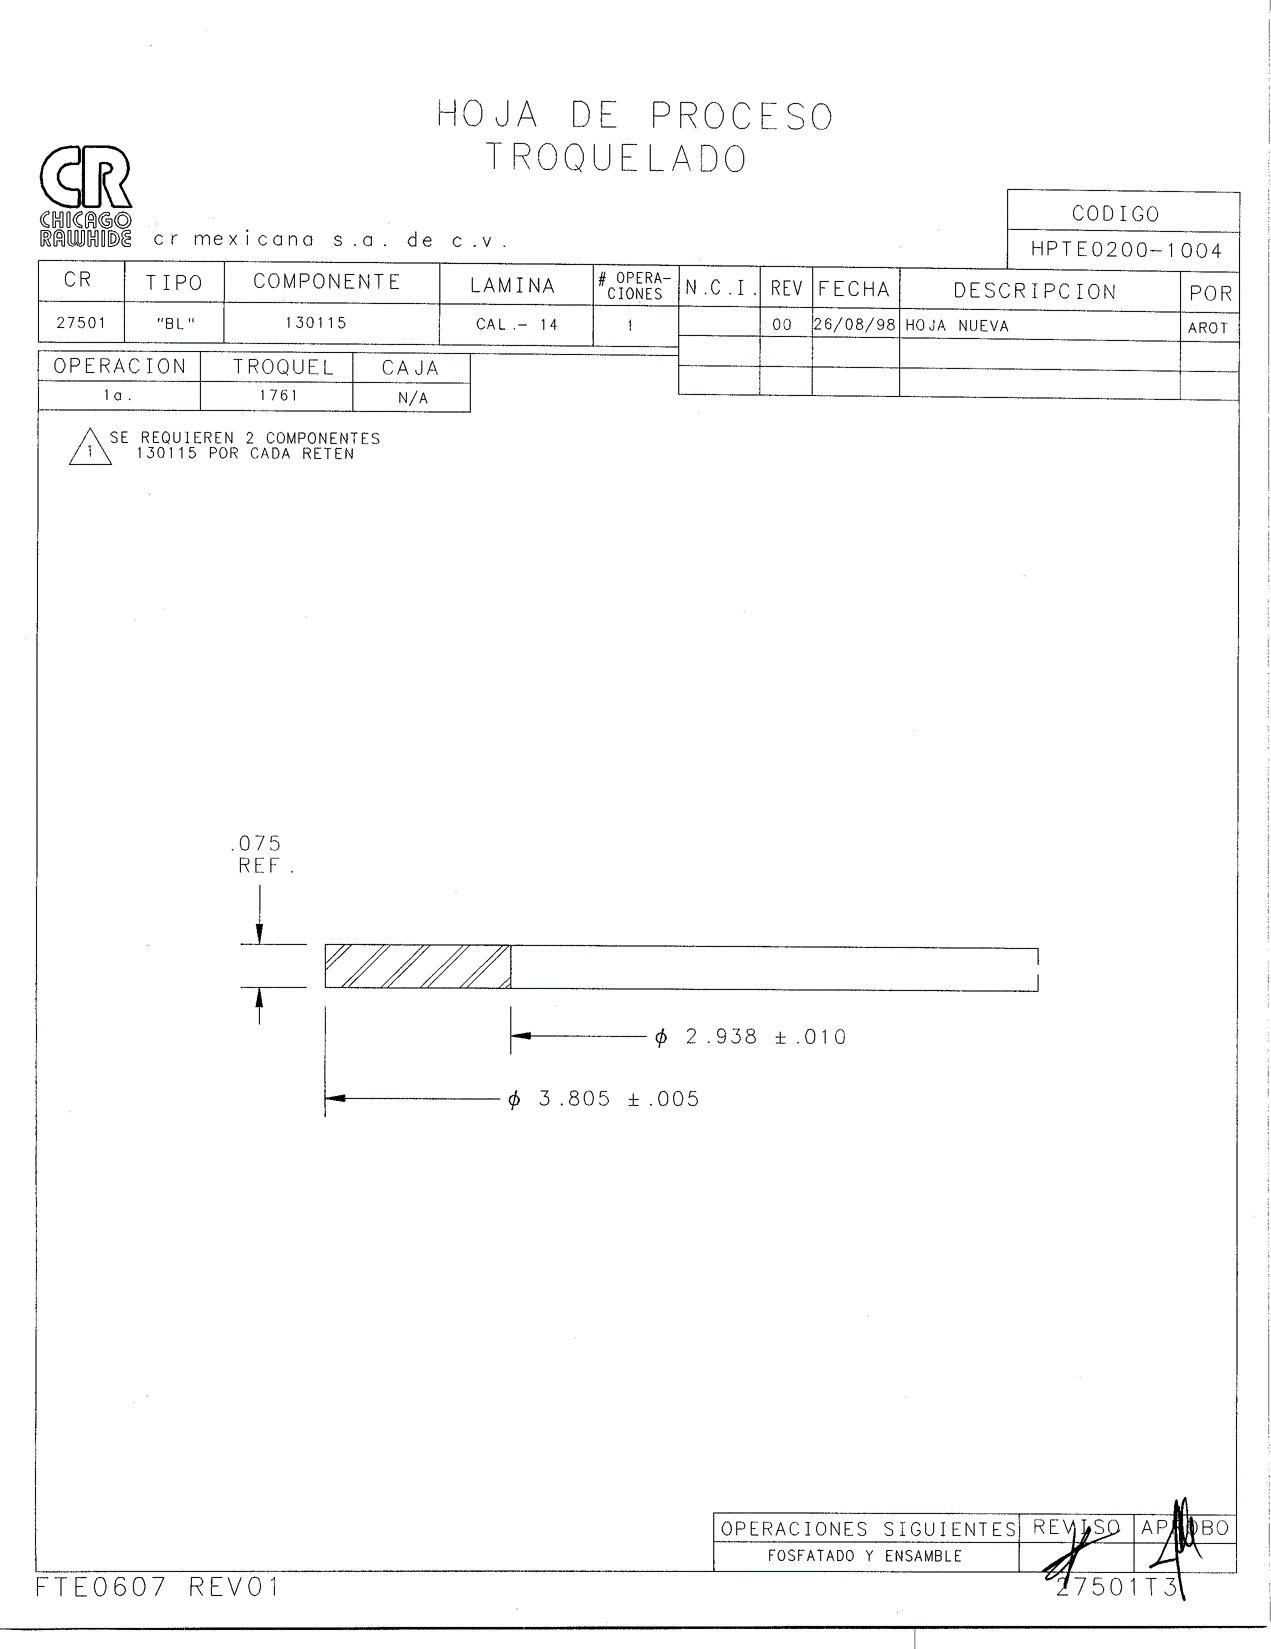 HOJA DE PROCESO
TROQUELADO
CR
CHICAGO
RAWHIDE
cr mexicana s.a. de c.v.
CODIGO
HPTE0200-1004
CR TIPO COMPONENTE LAMINA # OPERA-CIONES N.C.I. REV FECHA DESCRIPCION POR
27501 "BL" 130115 CAL.- 14 1 00 26/08/98 HOJA NUEVA AROT
OPERACION TROQUEL CAJA
1a. 1761 N/A
1 SE REQUIEREN 2 COMPONENTES
130115 POR CADA RETEN
.075
REF.
ϕ 2.938 ±.010
ϕ 3.805 ±.005
OPERACIONES SIGUIENTES REVISO APROBO
FOSFATADO Y ENSAMBLE
FTE0607 REV01
27501T3